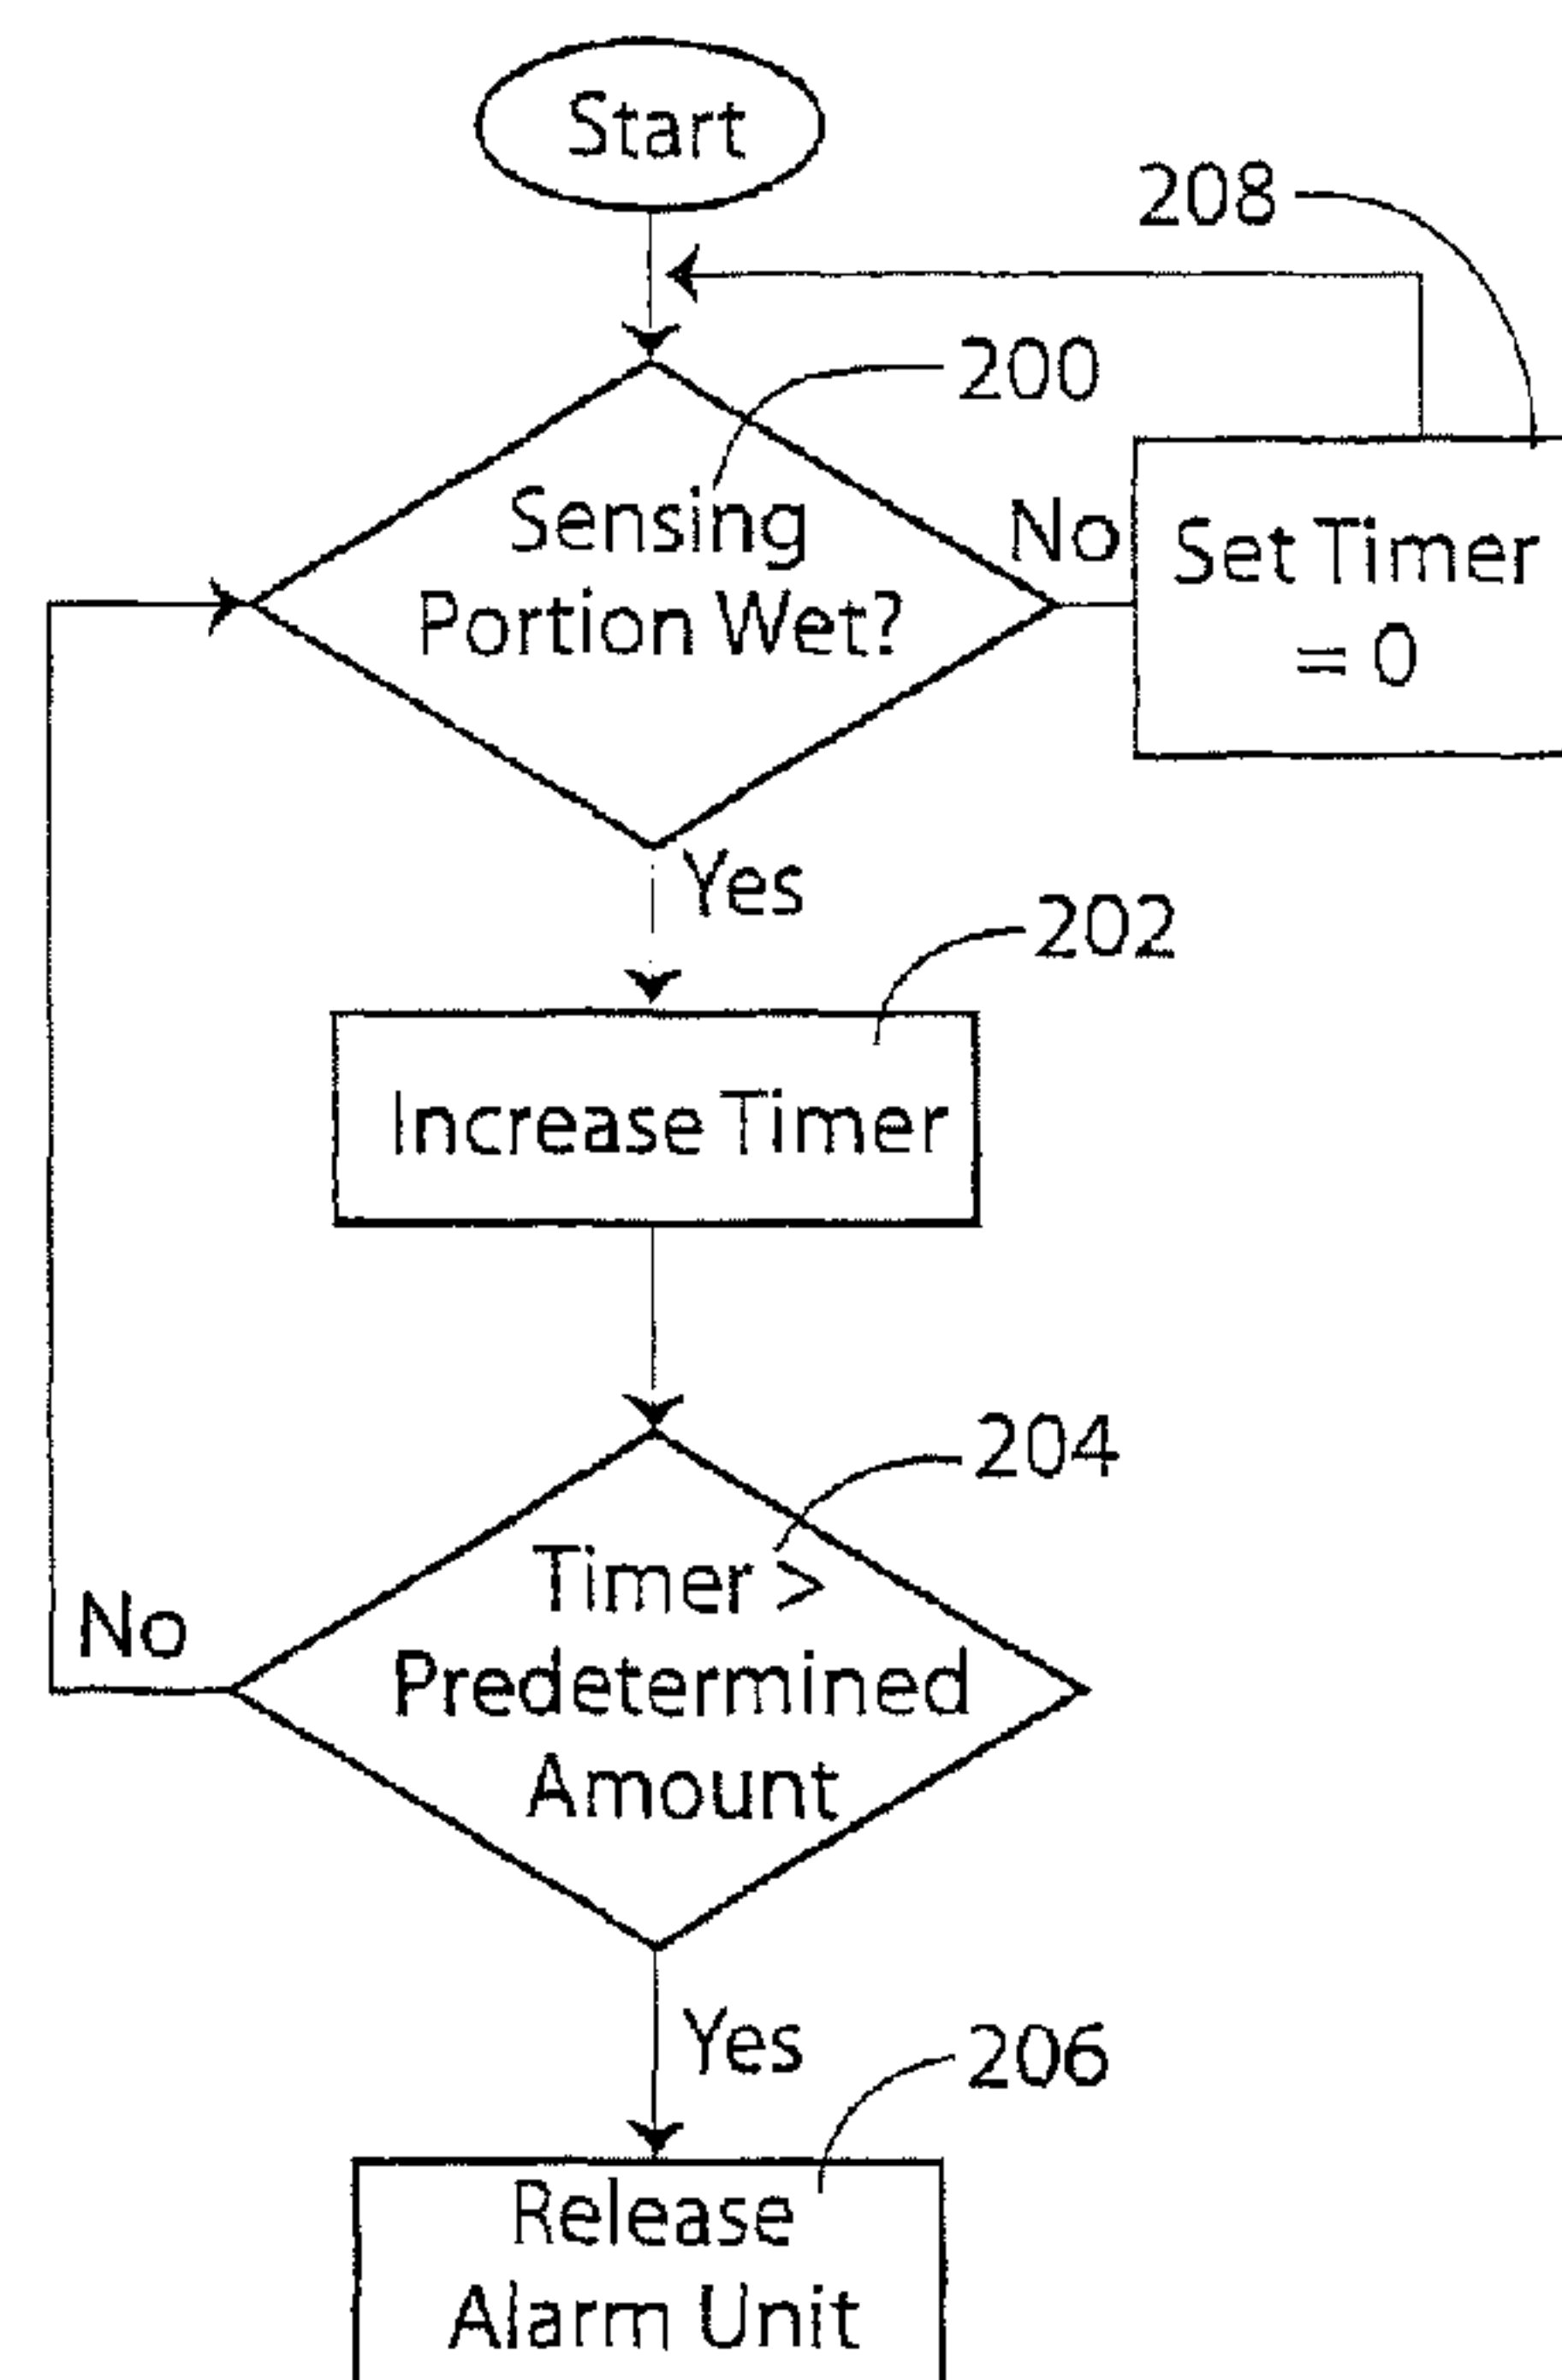 Start
208
200
Sensing
Portion Wet?
No
Set Timer
= 0
Yes
202
Increase Timer
204
Timer >
Predetermined
Amount
No
Yes
206
Release
Alarm Unit